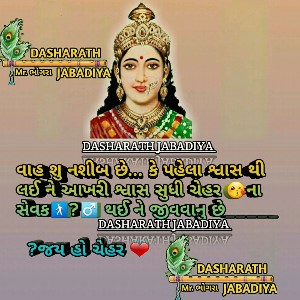 DASHARATH
Mr. ભોંગરા JABADIYA
DASHARATH JABADIYA
વાહ શુ નશીબ છે... કે પહેલા શ્વાસ થી
લઈ ને આખરી શ્વાસ સુધી ચેહર 😘ના
સેવક🚶?♂ થઈ ને જીવવાનુ છે______
DASHARATH JABADIYA
?જય હો ચેહર ❤
DASHARATH
Mr. ભોંગરા JABADIYA